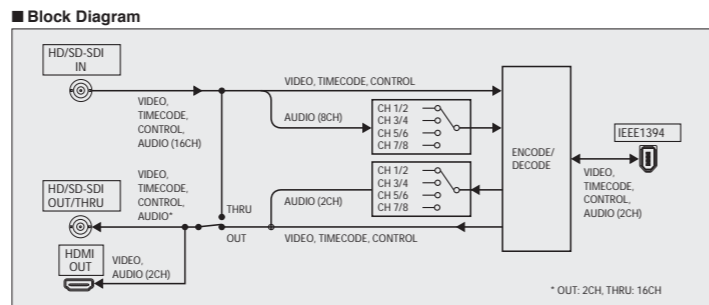 ■ Block Diagram
HD/SD-SDI
IN
VIDEO,
TIMECODE,
CONTROL,
AUDIO (16CH)
VIDEO, TIMECODE, CONTROL
AUDIO (8CH)
CH 1/2
CH 3/4
CH 5/6
CH 7/8
ENCODE/
DECODE
IEEE1394
VIDEO,
TIMECODE,
CONTROL,
AUDIO (2CH)
HD/SD-SDI
OUT/THRU
VIDEO,
TIMECODE,
CONTROL,
AUDIO*
THRU
OUT
AUDIO (2CH)
CH 1/2
CH 3/4
CH 5/6
CH 7/8
VIDEO, TIMECODE, CONTROL
HDMI
OUT
VIDEO,
AUDIO (2CH)
* OUT: 2CH, THRU: 16CH